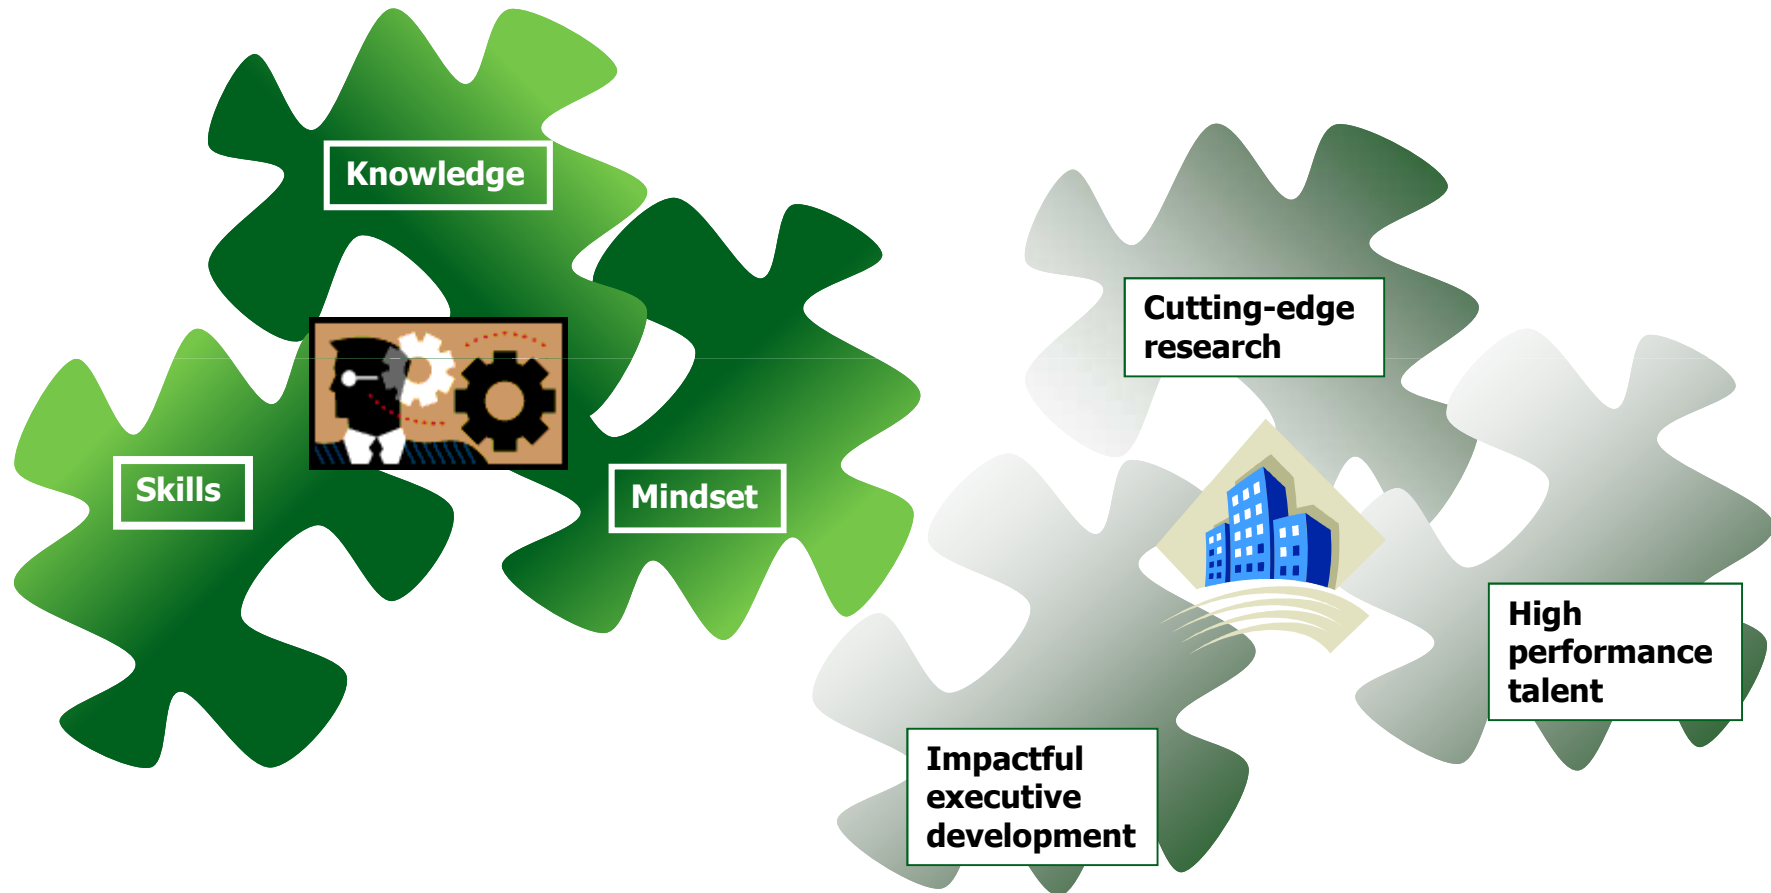 Knowledge
Skills
Mindset
Cutting-edge
research
High
performance
talent
Impactful
executive
development